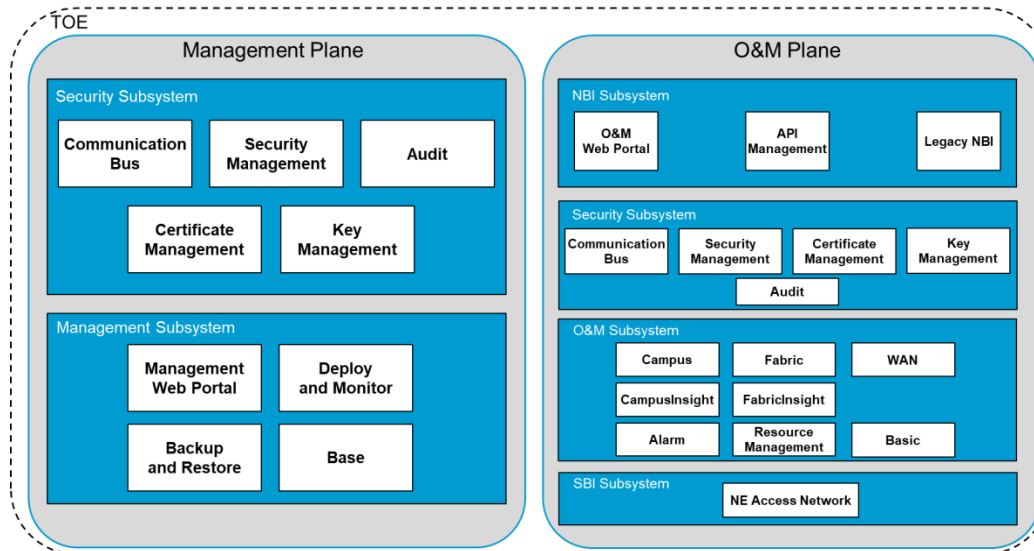 TOE
Management Plane
Security Subsystem
Communication
Bus
Security
Management
Audit
Certificate
Management
Key
Management
Management Subsystem
Management
Web Portal
Deploy
and Monitor
Backup
and Restore
Base
O&M Plane
NBI Subsystem
O&M
Web Portal
API
Management
Legacy NBI
Security Subsystem
Communication
Bus
Security
Management
Certificate
Management
Key
Management
Audit
O&M Subsystem
Campus
Fabric
WAN
CampusInsight
FabricInsight
Alarm
Resource
Management
Basic
SBI Subsystem
NE Access Network